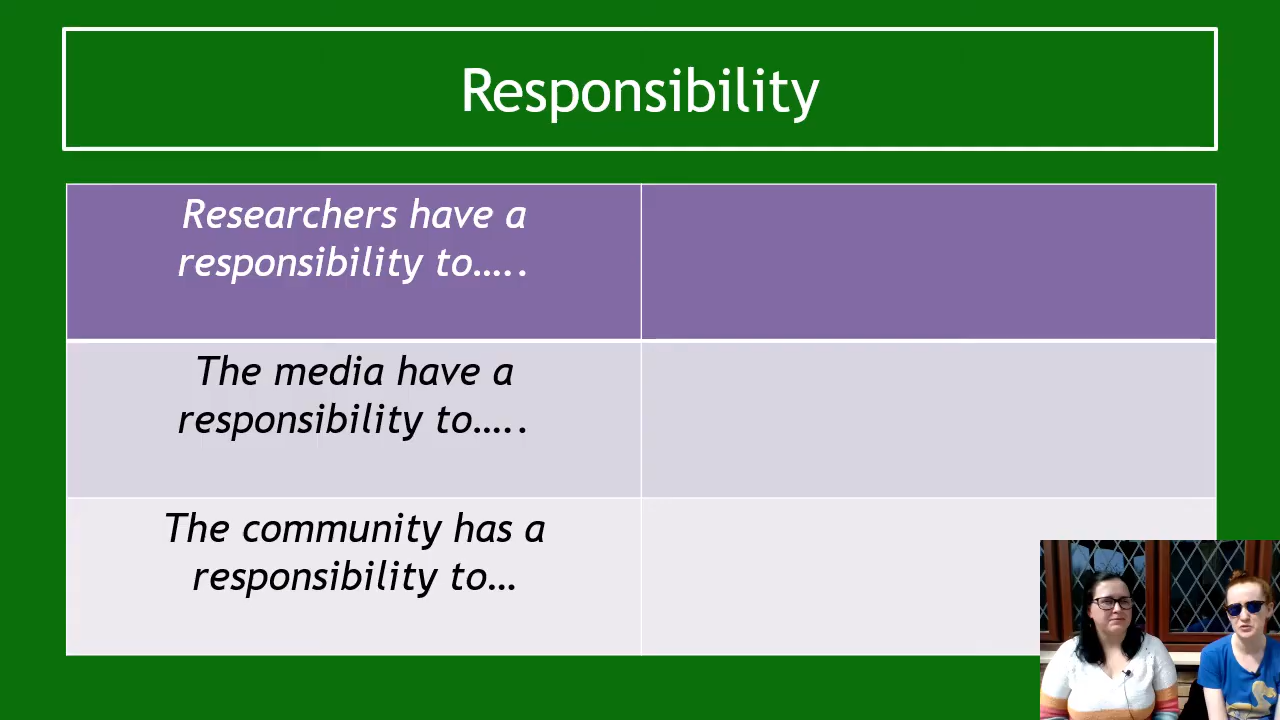 Responsibility
Researchers have a
responsibility to…..
The media have a
responsibility to…..
The community has a
responsibility to…